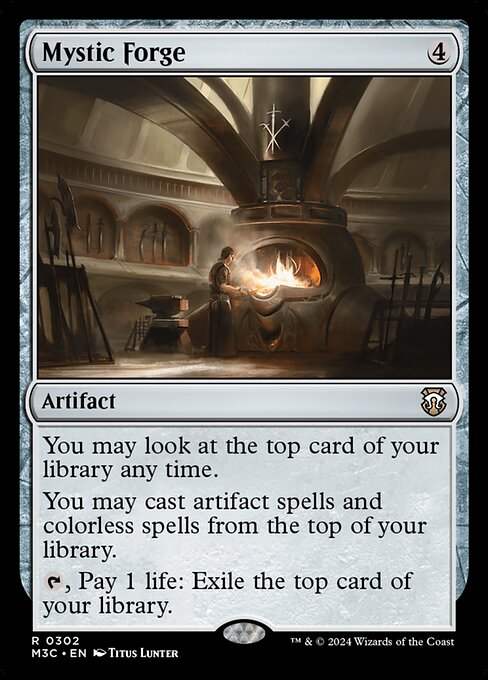 Mystic Forge 4
Artifact
You may look at the top card of your
library any time.
You may cast artifact spells and
colorless spells from the top of your
library.
, Pay 1 life: Exile the top card of
your library.
R 0302
M3C • EN Titus Lunter
™ & © 2024 Wizards of the Coast